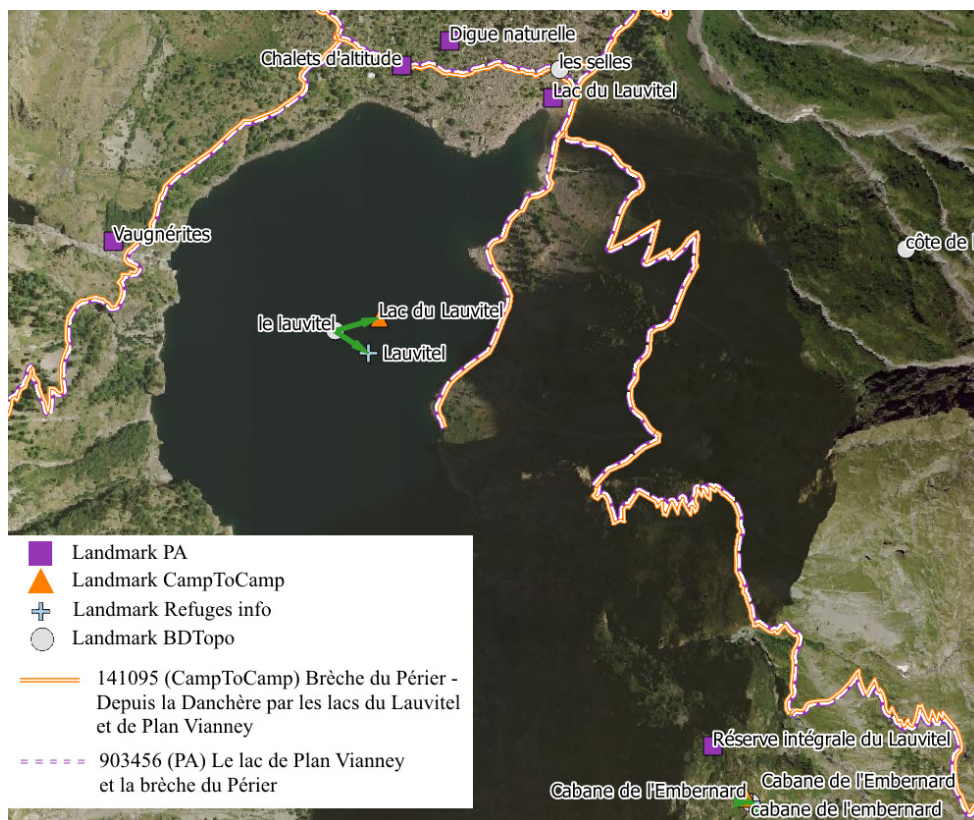 Digue naturelle
Chalets d'altitude
les selles
Lac du Lauvitel
Vaugnérites
côte de l
Lac du Lauvitel
le lauvitel
Lauvitel
Landmark PA
Landmark CampToCamp
Landmark Refuges info
Landmark BDTopo
141095 (CampToCamp) Brèche du Périer -
Depuis la Danchère par les lacs du Lauvitel
et de Plan Vianney
903456 (PA) Le lac de Plan Vianney
et la brèche du Périer
Réserve intégrale du Lauvitel
Cabane de l'Embernard
Cabane de l'Embernard
cabane de l'embernard